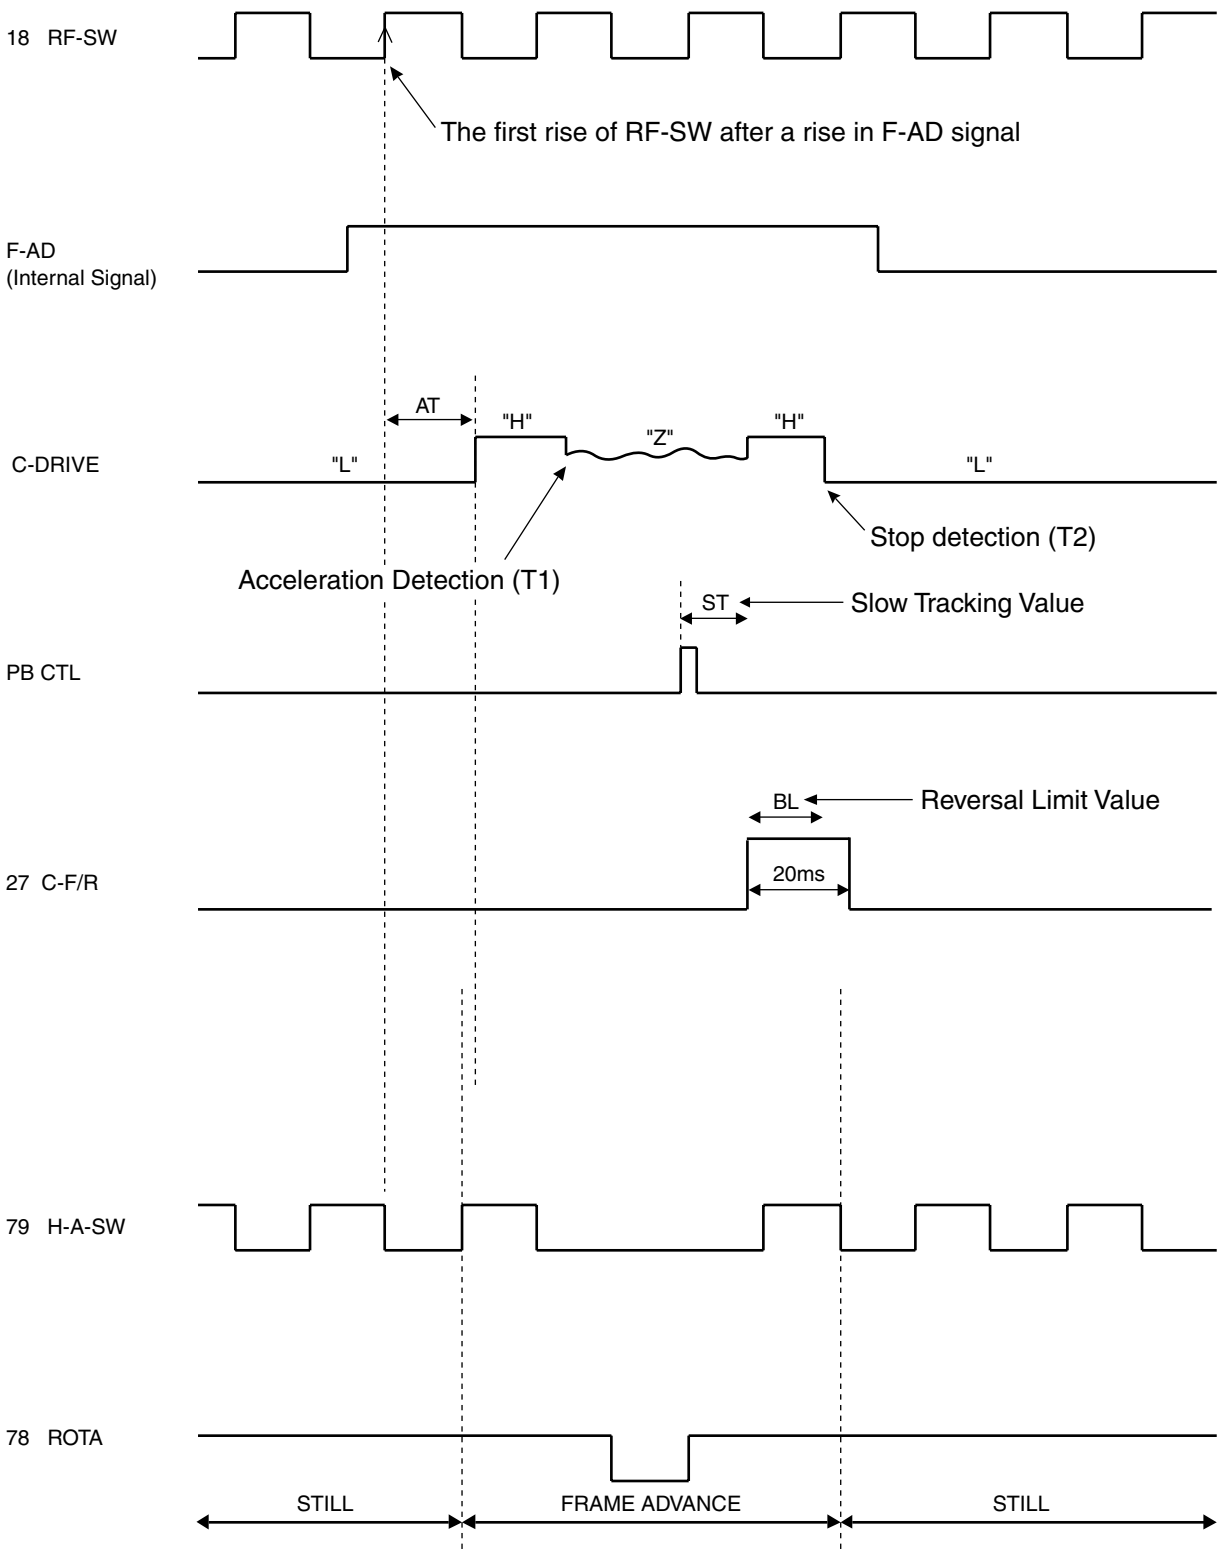 18 RF-SW
The first rise of RF-SW after a rise in F-AD signal
F-AD
(Internal Signal)
AT
"H"
"Z"
"H"
C-DRIVE
"L"
"L"
Stop detection (T2)
Acceleration Detection (T1)
ST
Slow Tracking Value
PB CTL
BL
Reversal Limit Value
27 C-F/R
20ms
79 H-A-SW
78 ROTA
STILL
FRAME ADVANCE
STILL